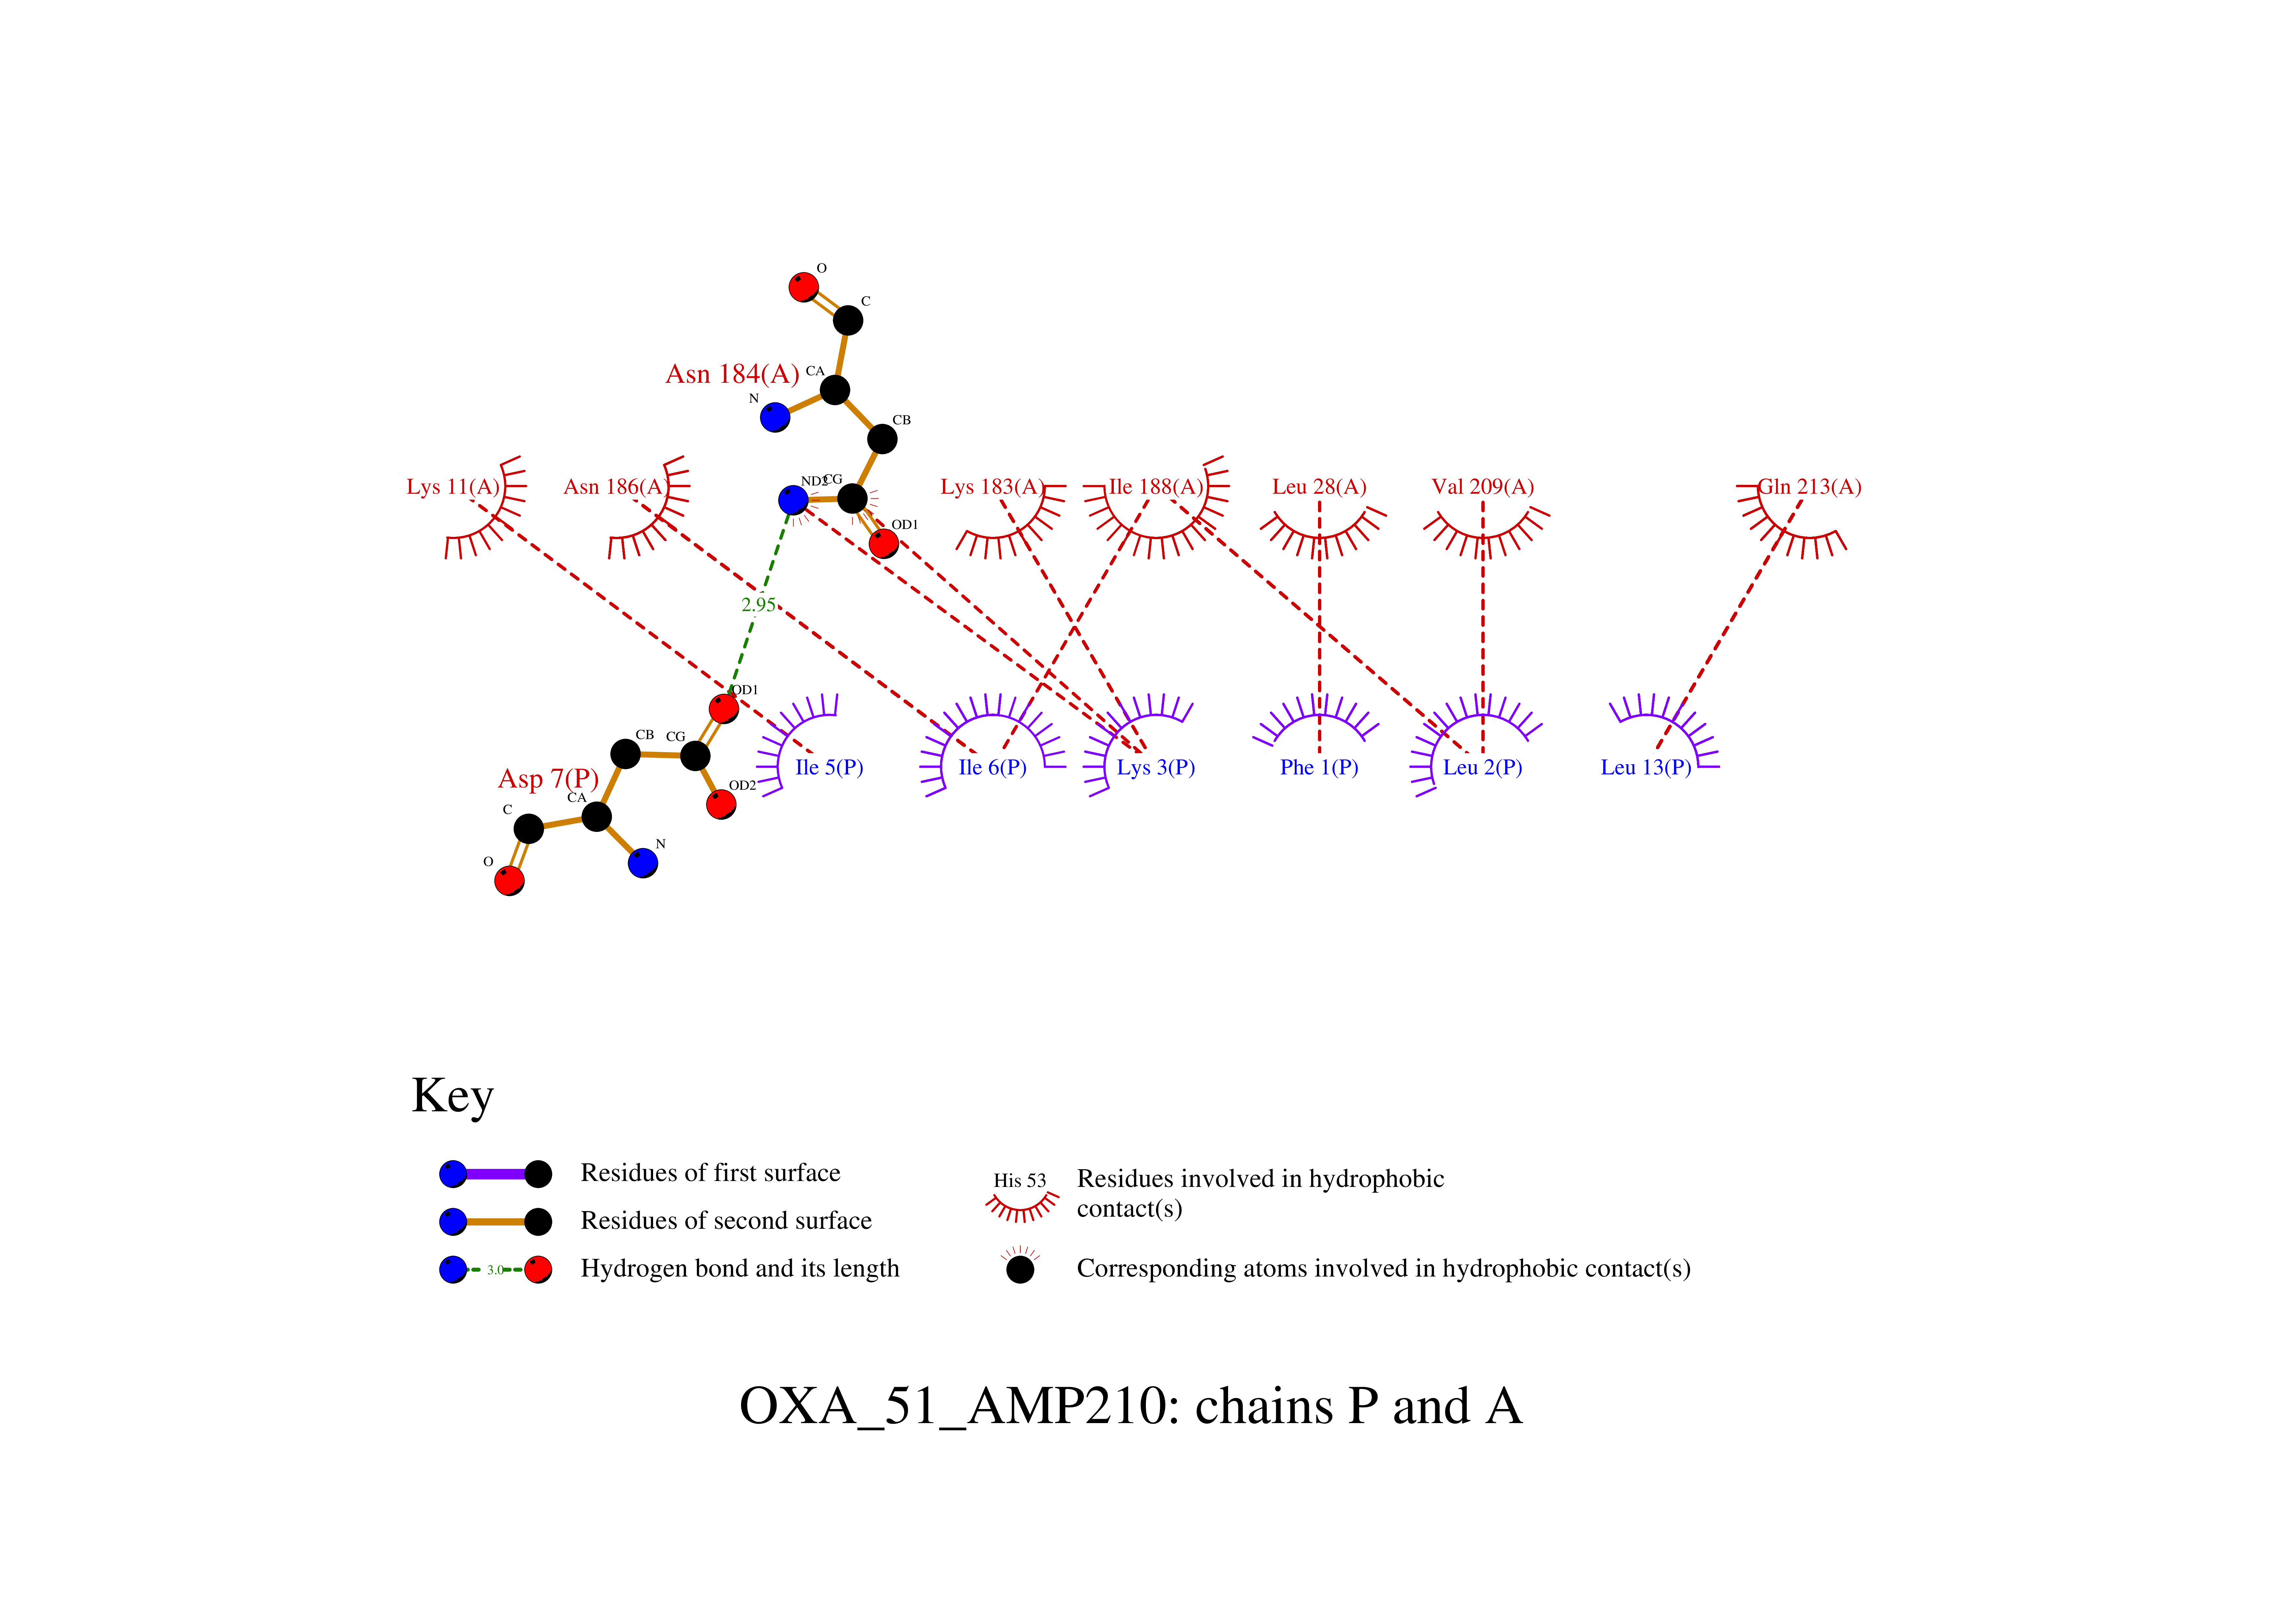 O
C
Asn 184(A)
CA
N
CB
Lys 11(A)
Asn 186(A)
ND2
CG
Lys 183(A)
Ile 188(A)
Leu 28(A)
Val 209(A)
Gln 213(A)
OD1
2.95
OD1
CB
CG
Asp 7(P)
Ile 5(P)
Ile 6(P)
Lys 3(P)
Phe 1(P)
Leu 2(P)
Leu 13(P)
OD2
CA
C
N
O
Key
Residues of first surface
Residues of second surface
3.0
Hydrogen bond and its length
His 53
Residues involved in hydrophobic
contact(s)
Corresponding atoms involved in hydrophobic contact(s)
OXA_51_AMP210: chains P and A